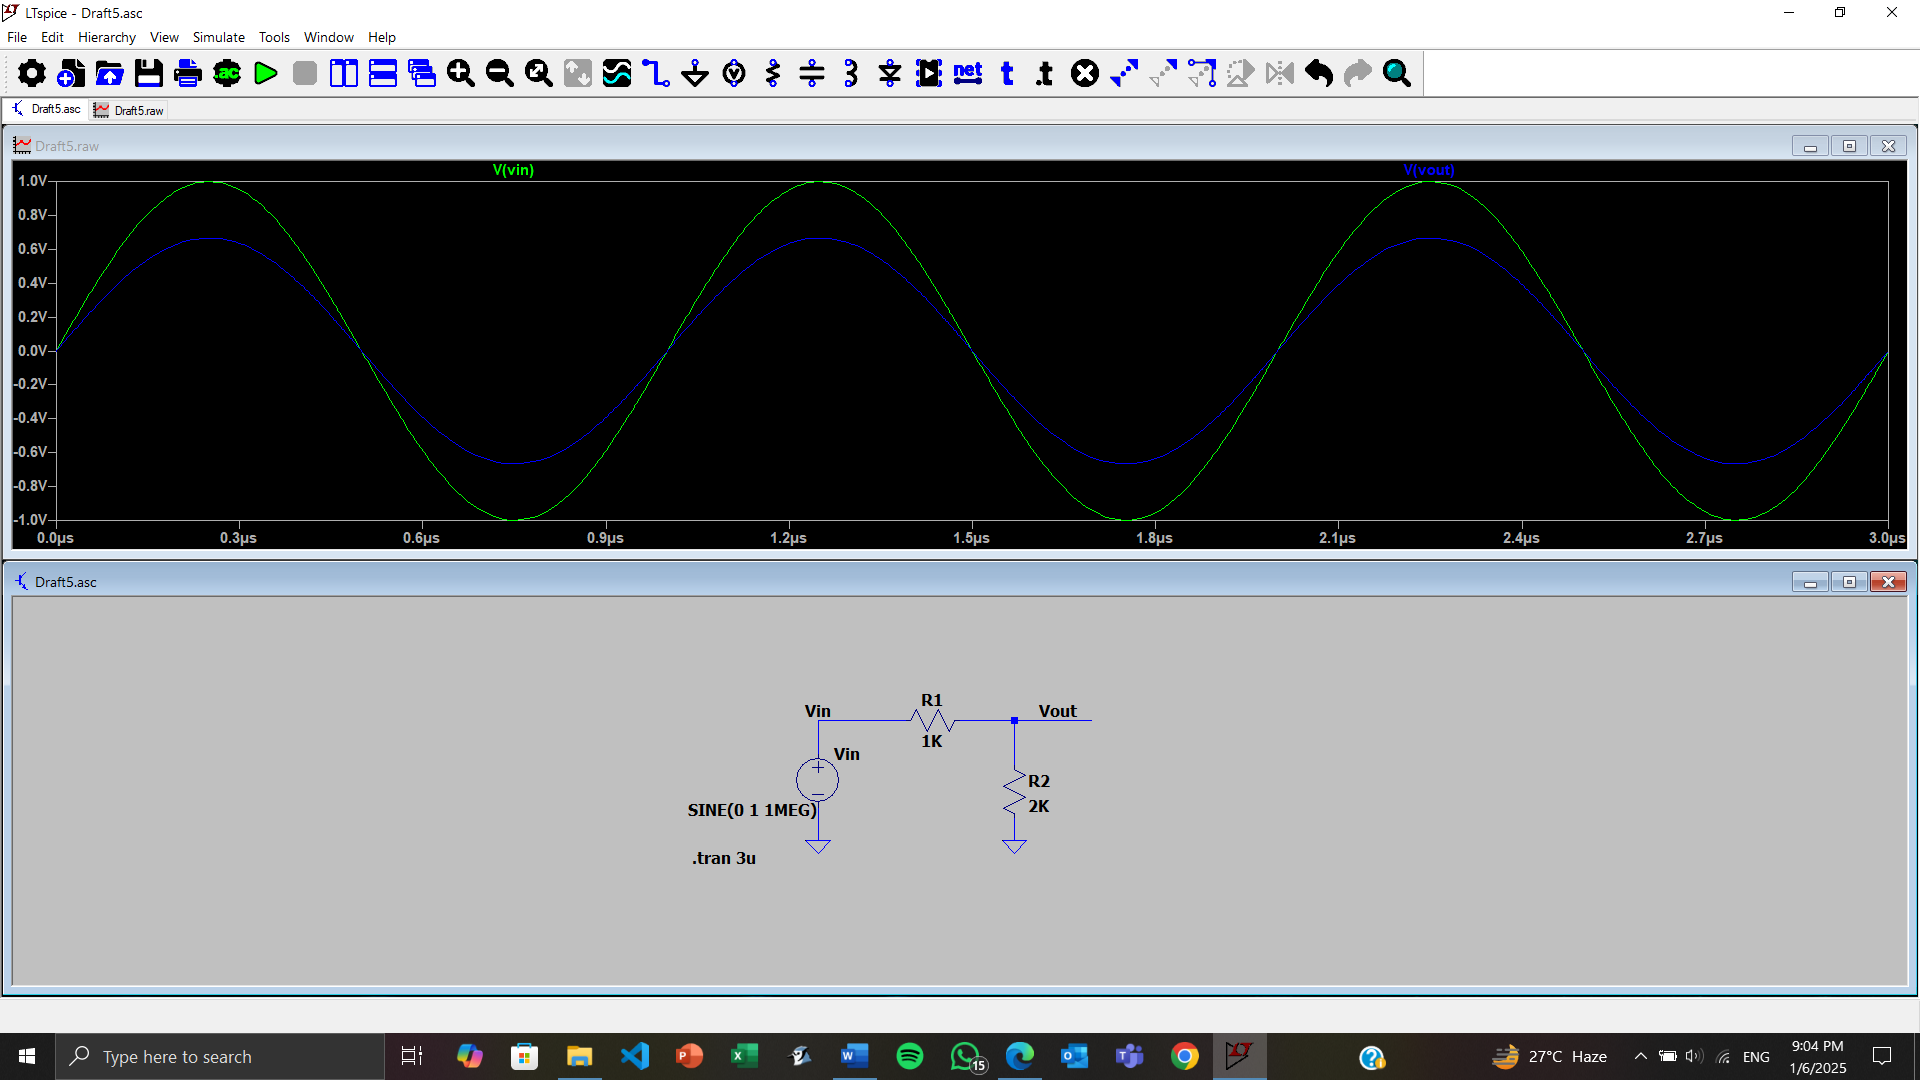 LTspice - Draft5.asc
File Edit Hierarchy View Simulate Tools Window Help
.ac net t .t
Draft5.asc Draft5.raw
Draft5.raw
V(vin) V(vout)
1.0V
0.8V
0.6V
0.4V
0.2V
0.0V
-0.2V
-0.4V
-0.6V
-0.8V
-1.0V
0.0µs 0.3µs 0.6µs 0.9µs 1.2µs 1.5µs 1.8µs 2.1µs 2.4µs 2.7µs 3.0µs
Draft5.asc
R1
Vin Vout
1K
Vin
R2
2K
SINE(0 1 1MEG)
.tran 3u
Type here to search
15
27°C Haze
ENG
9:04 PM
1/6/2025